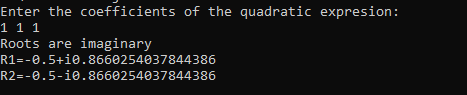 Enter the coefficients of the quadratic expresion:
1 1 1
Roots are imaginary
R1=-0.5+i0.8660254037844386
R2=-0.5-i0.8660254037844386